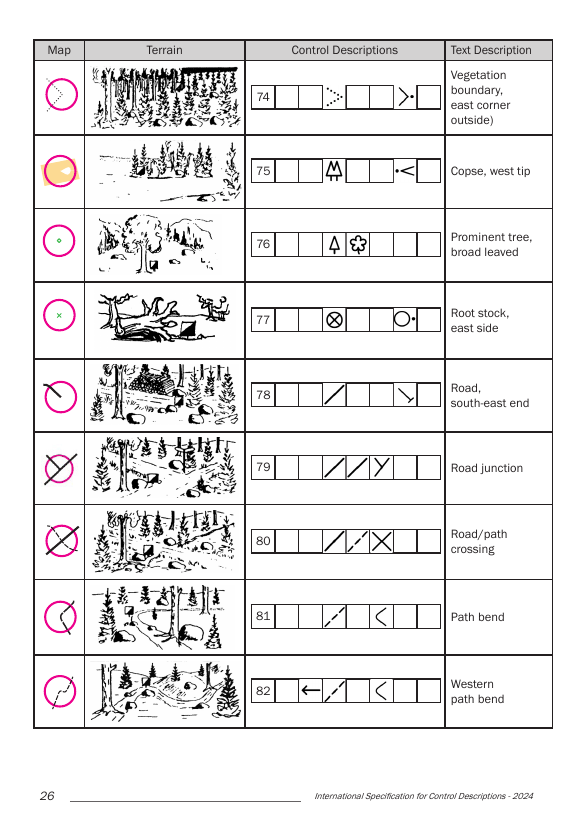 Map Terrain Control Descriptions Text Description
74
Vegetation
boundary,
east corner
outside)
75
Copse, west tip
76
Prominent tree,
broad leaved
77
Root stock,
east side
78
Road,
south-east end
79
Road junction
80
Road/path
crossing
81
Path bend
82
Western
path bend
26 International Specification for Control Descriptions - 2024